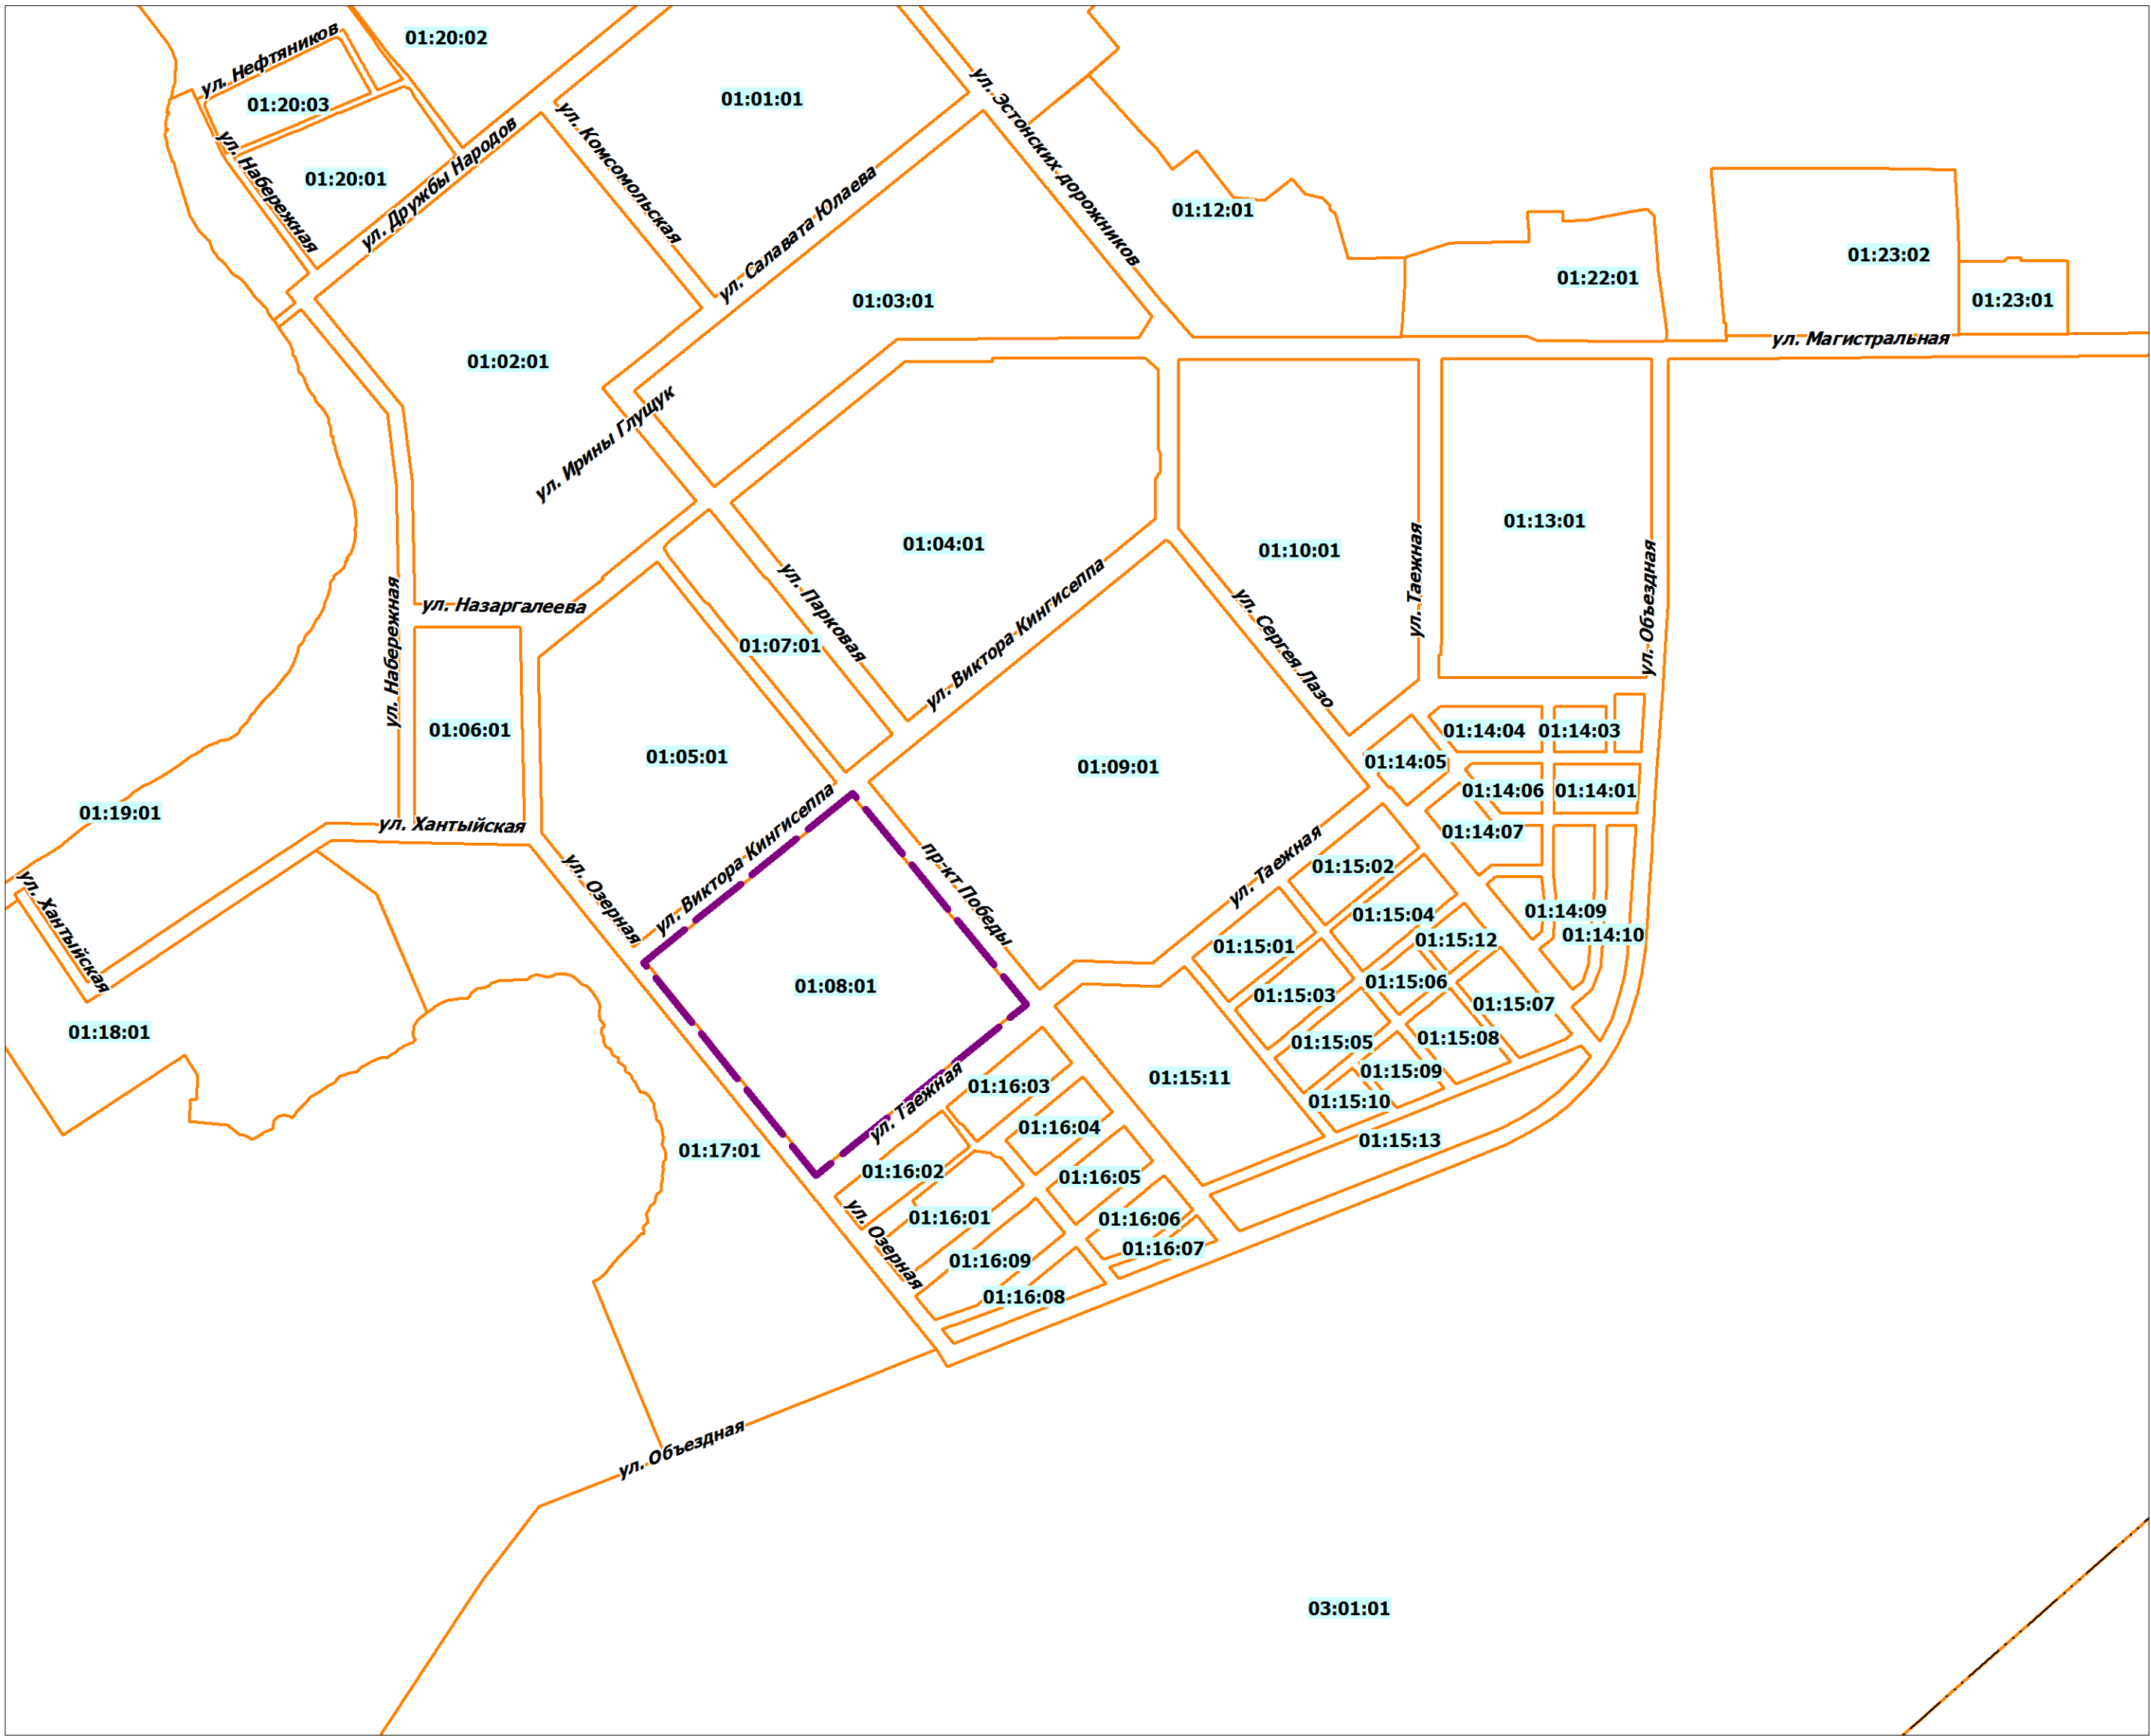 ул. Нефтяников
01:20:02
01:20:03
01:01:01
ул. Эстонских дорожников
ул. Комсомольская
ул. Набережная
01:20:01
ул. Дружбы Народов
ул. Салавата Юлаева
01:12:01
01:23:02
01:22:01
01:23:01
01:03:01
ул. Магистральная
01:02:01
ул. Ирины Глущук
01:04:01
01:10:01
01:13:01
ул. Таежная
ул. Объездная
ул. Набережная
ул. Назаргалеева
01:07:01
ул. Парковая
ул. Виктора Кингисеппа
ул. Сергея Лазо
01:06:01
01:05:01
01:09:01
01:14:04
01:14:03
01:14:05
01:14:06
01:14:01
01:14:07
01:19:01
ул. Хантыйская
ул. Виктора Кингисеппа
ул. Озерная
пр-кт Победы
ул. Таежная
01:15:02
01:15:04
01:14:09
01:14:10
01:15:01
01:15:12
ул. Хантыйская
01:08:01
01:15:03
01:15:06
01:15:07
01:18:01
01:15:05
01:15:08
01:15:09
01:15:11
01:16:03
01:15:10
ул. Таежная
01:16:04
01:15:13
01:17:01
01:16:02
01:16:05
01:16:01
01:16:06
ул. Озерная
01:16:07
01:16:09
01:16:08
ул. Объездная
03:01:01